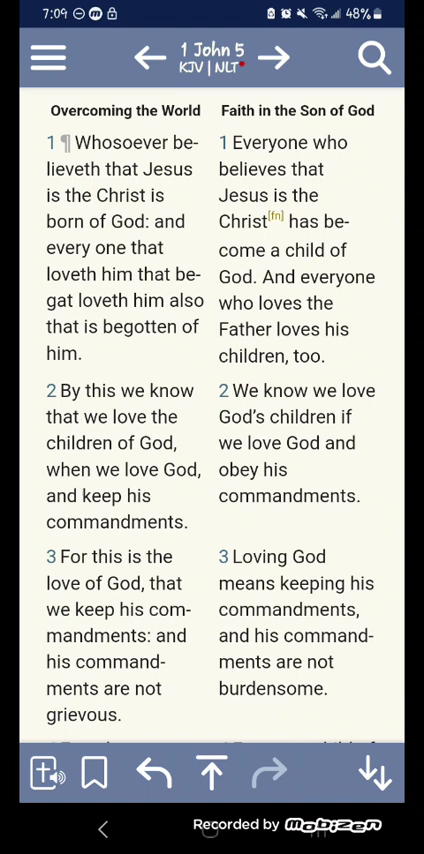 7:09 48%
1 John 5
KJV | NLT
Overcoming the World
1 ¶ Whosoever be-
lieveth that Jesus
is the Christ is
born of God: and
every one that
loveth him that be-
gat loveth him also
that is begotten of
him.
2 By this we know
that we love the
children of God,
when we love God,
and keep his
commandments.
3 For this is the
love of God, that
we keep his com-
mandments: and
his command-
ments are not
grievous.
Faith in the Son of God
1 Everyone who
believes that
Jesus is the
Christ[fn] has be-
come a child of
God. And everyone
who loves the
Father loves his
children, too.
2 We know we love
God’s children if
we love God and
obey his
commandments.
3 Loving God
means keeping his
commandments,
and his command-
ments are not
burdensome.
Recorded by mobizen